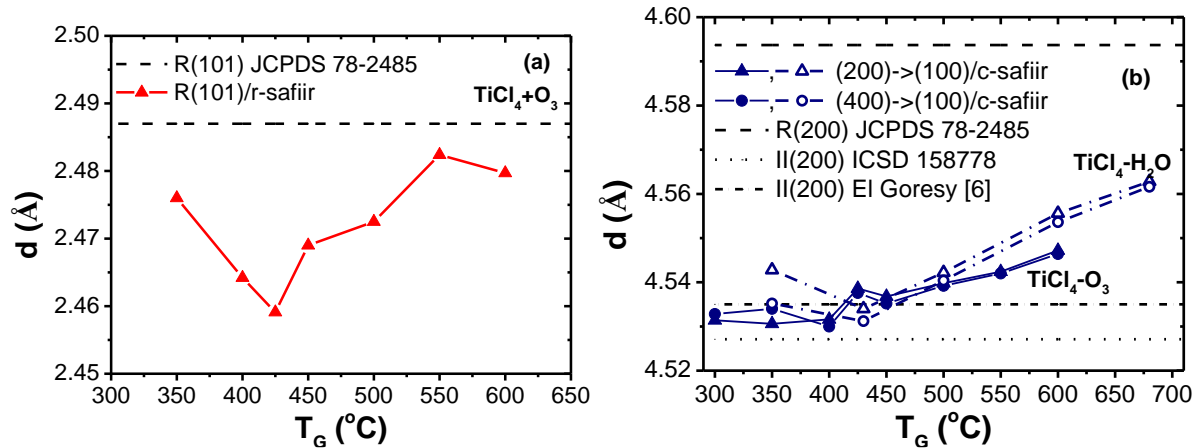 2.50
2.49
2.48
2.47
2.46
2.45
d (Å)
R(101) JCPDS 78-2485
R(101)/r-safiir
(a)
TiCl₄+O₃
300 350 400 450 500 550 600 650
T_G (°C)
4.60
4.58
4.56
4.54
4.52
d (Å)
(b)
, (200)->(100)/c-safiir
, (400)->(100)/c-safiir
R(200) JCPDS 78-2485
II(200) ICSD 158778
II(200) El Goresy [6]
TiCl₄-H₂O
TiCl₄-O₃
300 350 400 450 500 550 600 650 700
T_G (°C)